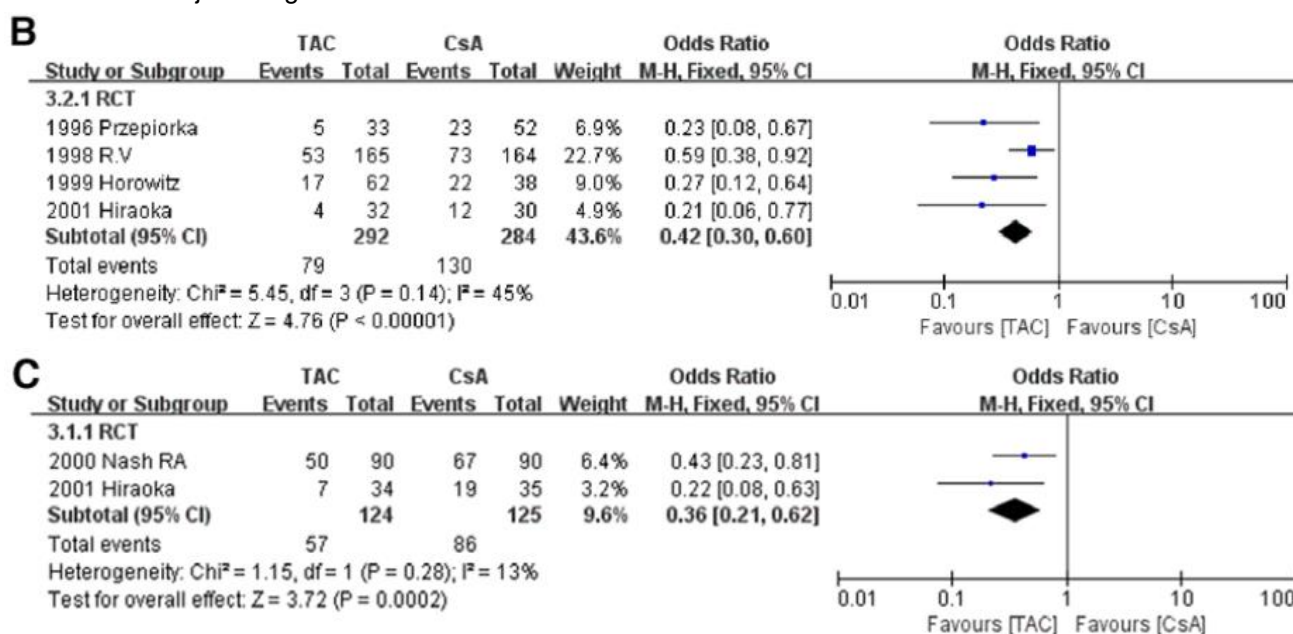 B
TAC CsA Odds Ratio Odds Ratio
Study or Subgroup Events Total Events Total Weight M-H, Fixed, 95% CI M-H, Fixed, 95% CI
3.2.1 RCT
1996 Przepiorka 5 33 23 52 6.9% 0.23 [0.08, 0.67]
1998 R.V 53 165 73 164 22.7% 0.59 [0.38, 0.92]
1999 Horowitz 17 62 22 38 9.0% 0.27 [0.12, 0.64]
2001 Hiraoka 4 32 12 30 4.9% 0.21 [0.06, 0.77]
Subtotal (95% CI) 292 284 43.6% 0.42 [0.30, 0.60]
Total events 79 130
Heterogeneity: Chi² = 5.45, df = 3 (P = 0.14); I² = 45%
Test for overall effect: Z = 4.76 (P < 0.00001)
0.01 0.1 1 10 100
Favours [TAC] Favours [CsA]
C
TAC CsA Odds Ratio Odds Ratio
Study or Subgroup Events Total Events Total Weight M-H, Fixed, 95% CI M-H, Fixed, 95% CI
3.1.1 RCT
2000 Nash RA 50 90 67 90 6.4% 0.43 [0.23, 0.81]
2001 Hiraoka 7 34 19 35 3.2% 0.22 [0.08, 0.63]
Subtotal (95% CI) 124 125 9.6% 0.36 [0.21, 0.62]
Total events 57 86
Heterogeneity: Chi² = 1.15, df = 1 (P = 0.28); I² = 13%
Test for overall effect: Z = 3.72 (P = 0.0002)
0.01 0.1 1 10 100
Favours [TAC] Favours [CsA]